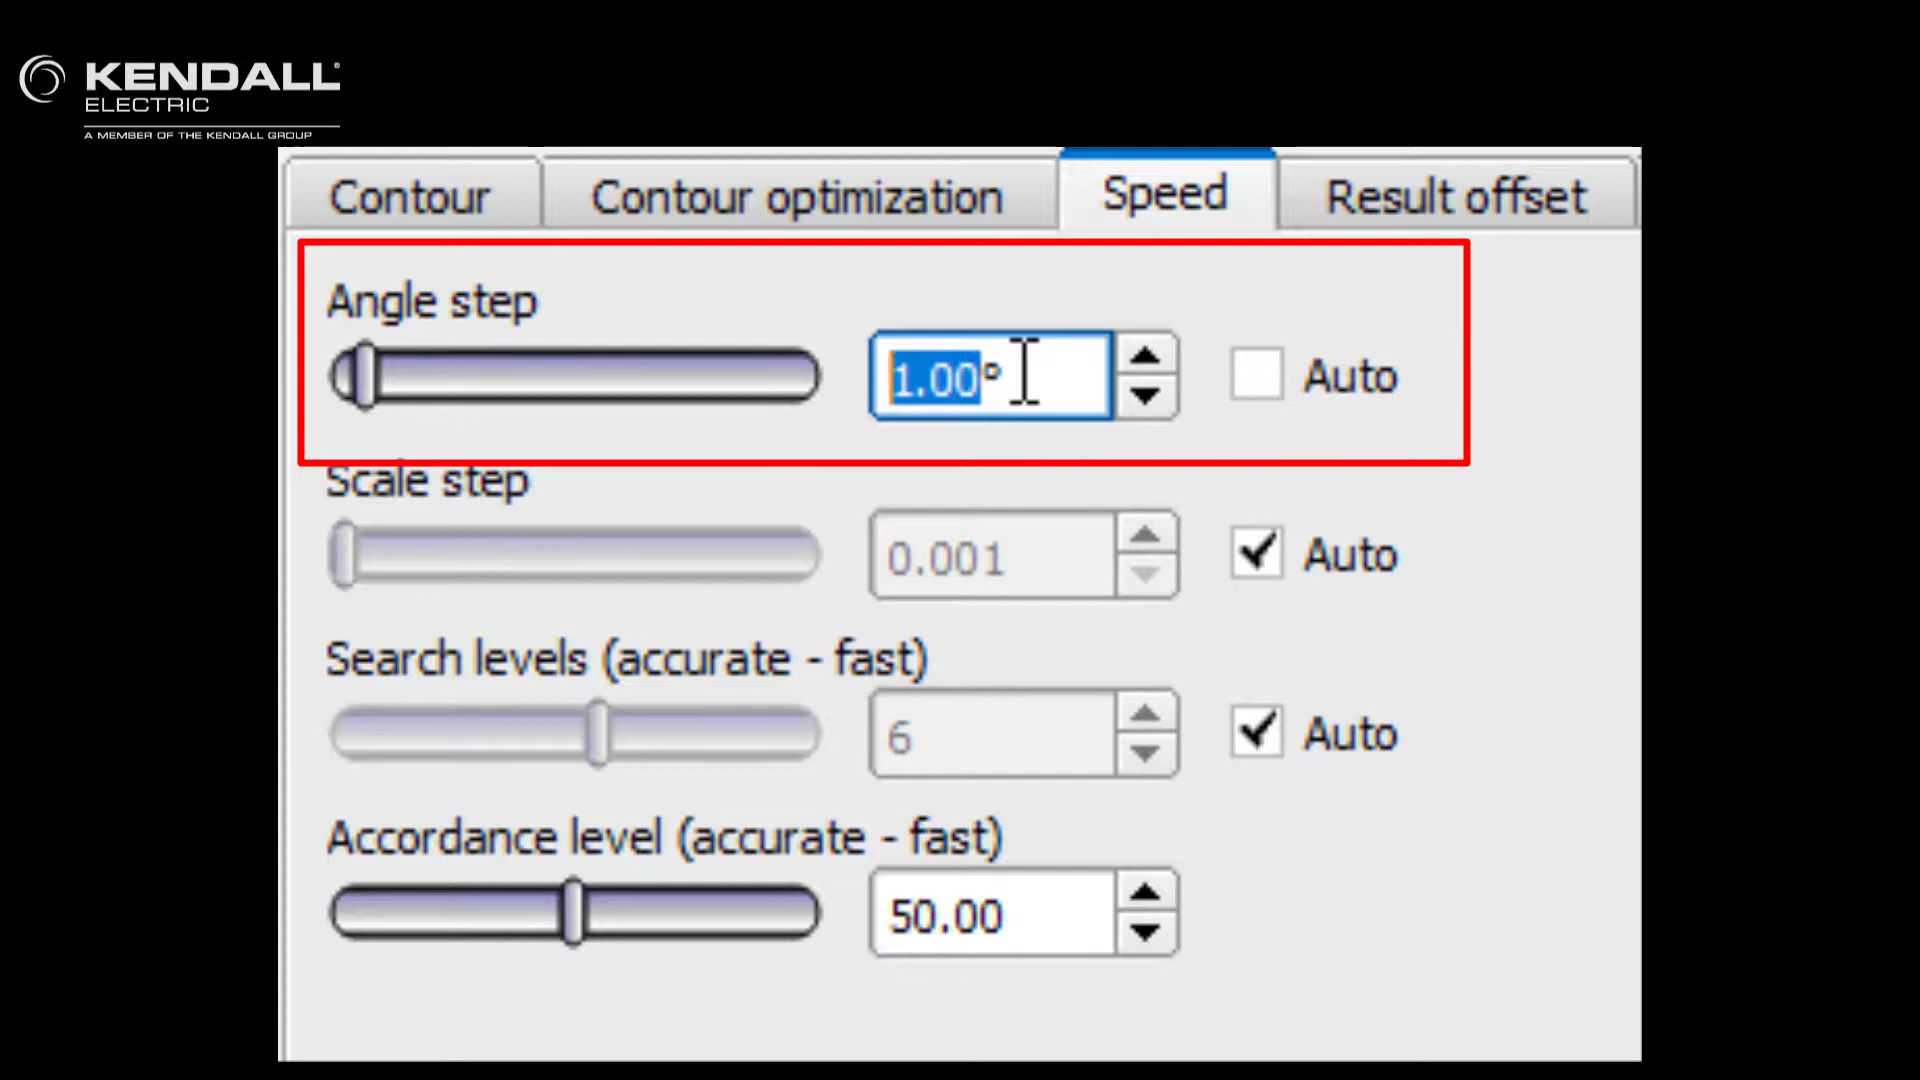 KENDALL
ELECTRIC
A MEMBER OF THE KENDALL GROUP
Contour
Contour optimization
Speed
Result offset
Angle step
1.00°
Auto
Scale step
0.001
Auto
Search levels (accurate - fast)
6
Auto
Accordance level (accurate - fast)
50.00